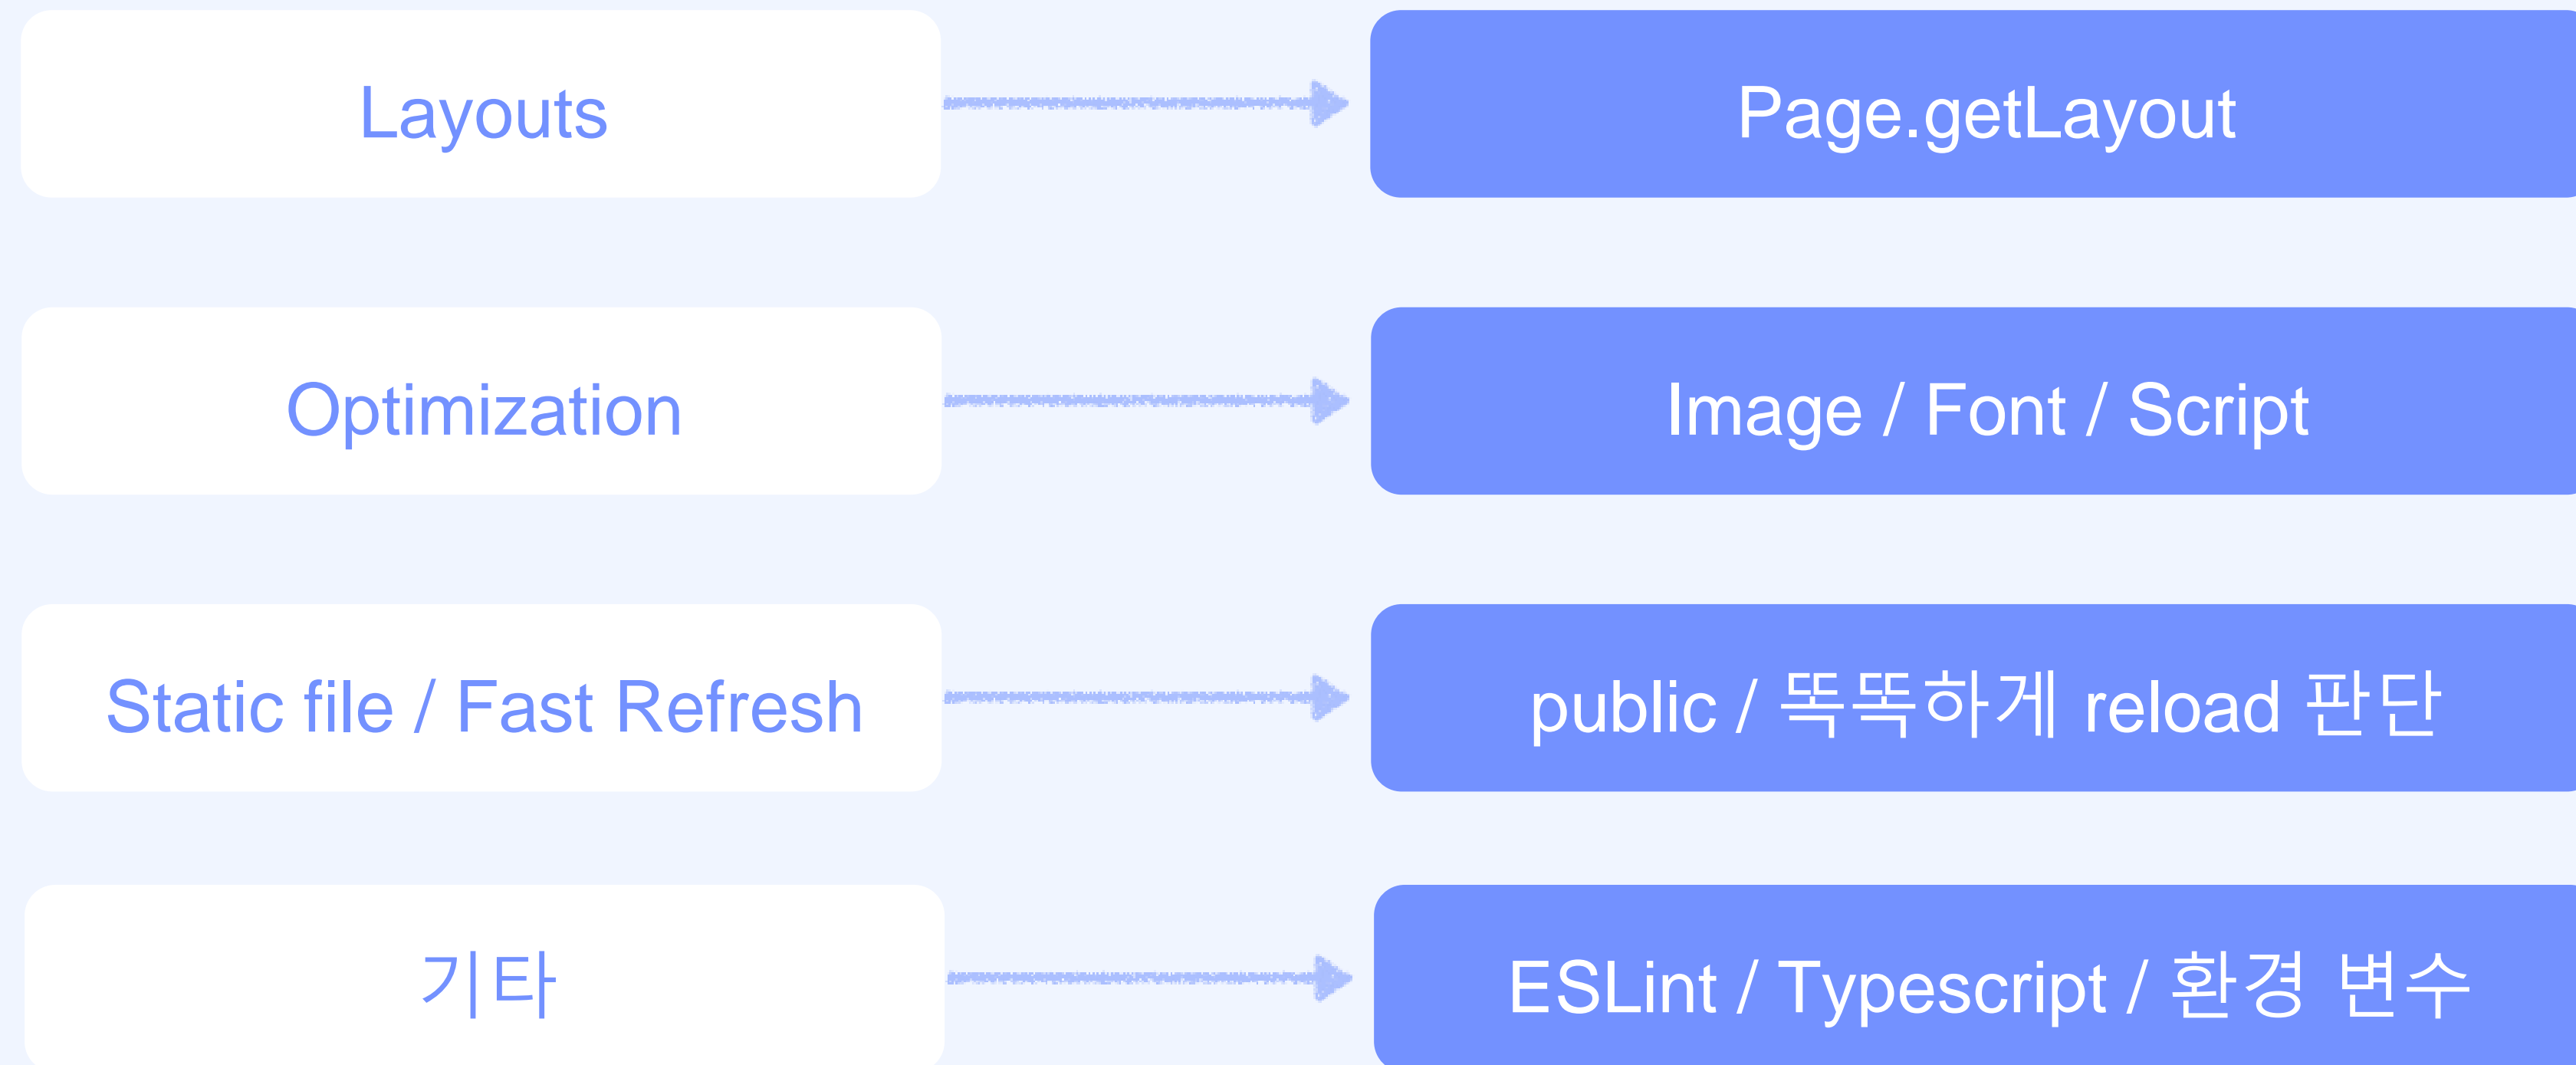 Layouts
Page.getLayout
Optimization
Image / Font / Script
Static file / Fast Refresh
public / 똑똑하게 reload 판단
기타
ESLint / Typescript / 환경 변수